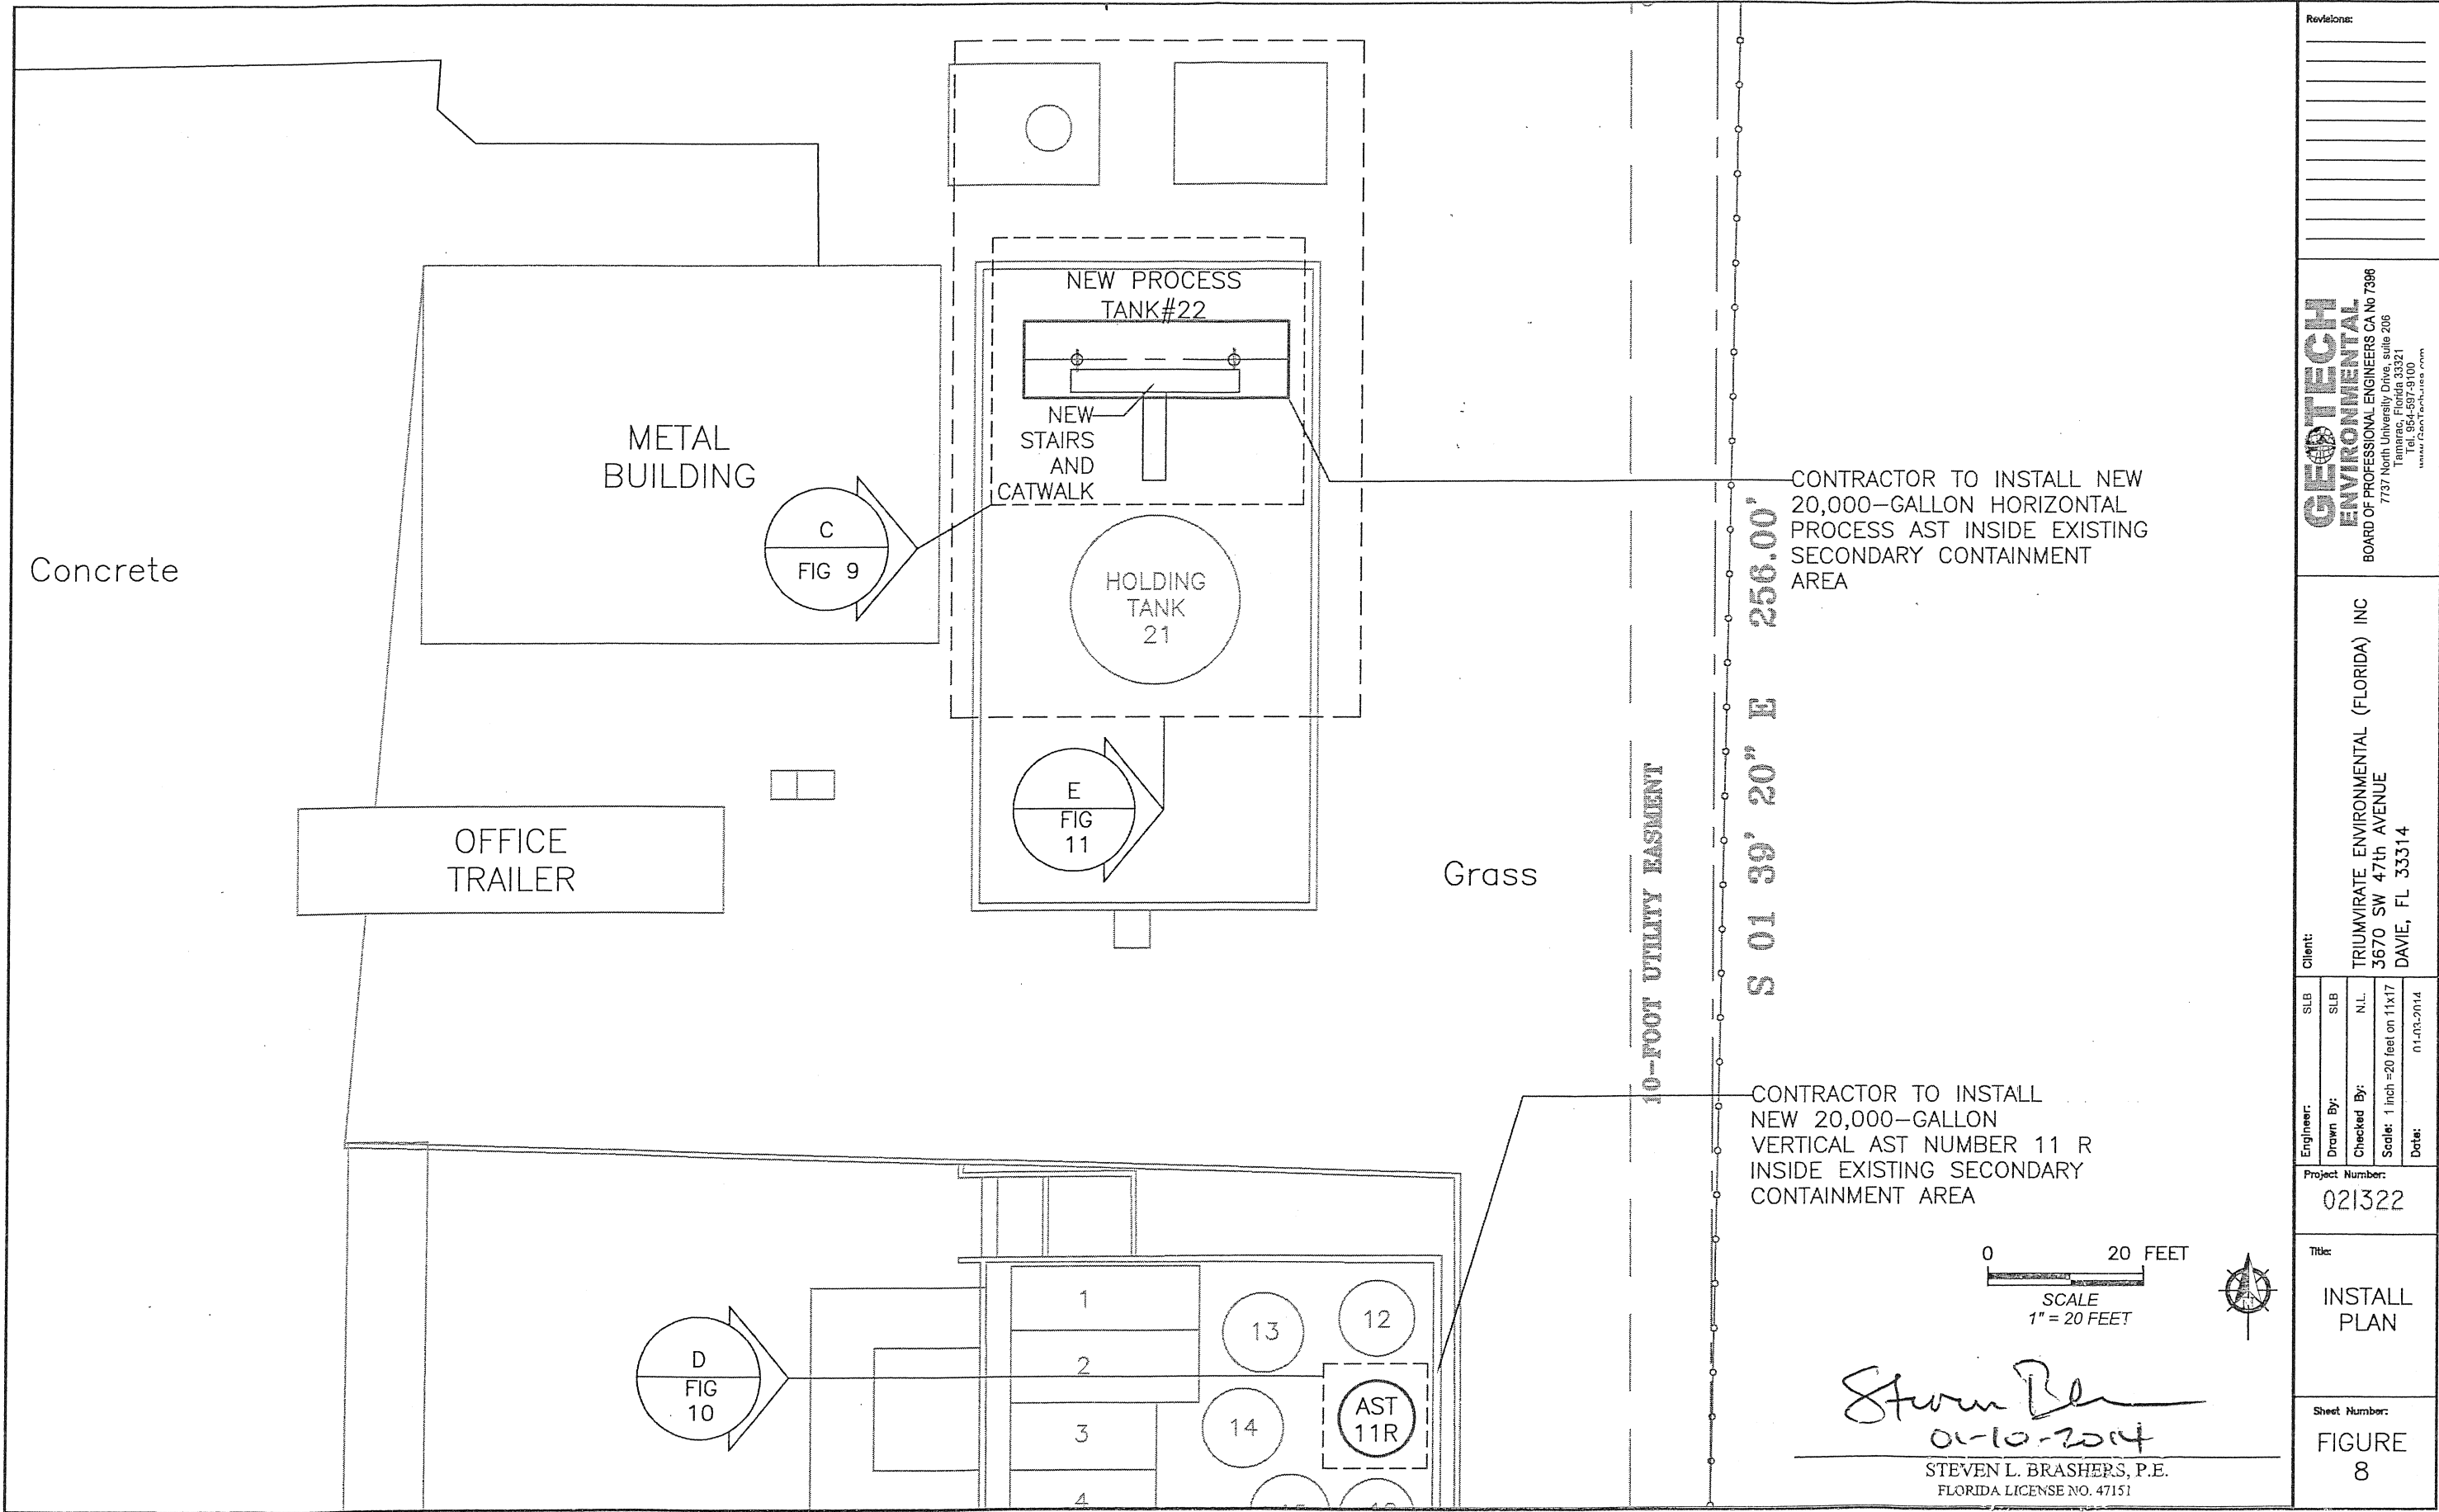 Concrete
METAL
BUILDING
OFFICE
TRAILER
NEW PROCESS
TANK#22
NEW
STAIRS
AND
CATWALK
C
FIG 9
HOLDING
TANK
21
E
FIG
11
Grass
10-FOOT UTILITY EASMENT
S 01 39' 20" E 256.00'
CONTRACTOR TO INSTALL NEW
20,000-GALLON HORIZONTAL
PROCESS AST INSIDE EXISTING
SECONDARY CONTAINMENT
AREA
CONTRACTOR TO INSTALL
NEW 20,000-GALLON
VERTICAL AST NUMBER 11 R
INSIDE EXISTING SECONDARY
CONTAINMENT AREA
D
FIG
10
1
2
3
4
13
12
14
AST
11R
0 20 FEET
SCALE
1" = 20 FEET
N
Steven
01-10-2014
STEVEN L. BRASHERS, P.E.
FLORIDA LICENSE NO. 47151
Revisions:
GEOTECH
ENVIRONMENTAL
BOARD OF PROFESSIONAL ENGINEERS CA No 7396
7737 North University Drive, suite 206
Tamarac, Florida 33321
Tel. 954-597-9100
Client:
TRIUMVIRATE ENVIRONMENTAL (FLORIDA) INC
3670 SW 47th AVENUE
DAVIE, FL 33314
Engineer: SLB
Drawn By: SLB
Checked By: N.L.
Scale: 1 inch =20 feet on 11x17
Date: 01-03-2014
Project Number:
021322
Title:
INSTALL
PLAN
Sheet Number:
FIGURE
8